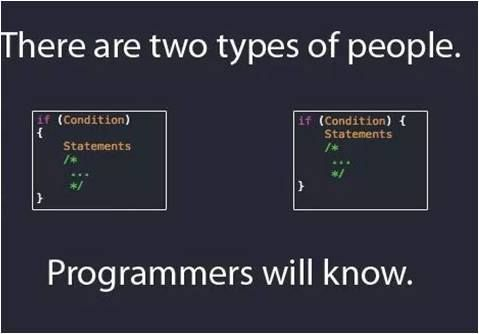 There are two types of people.
if (Condition)
{
Statements
/*
...
*/
}
if (Condition) {
Statements
/*
...
*/
}
Programmers will know.